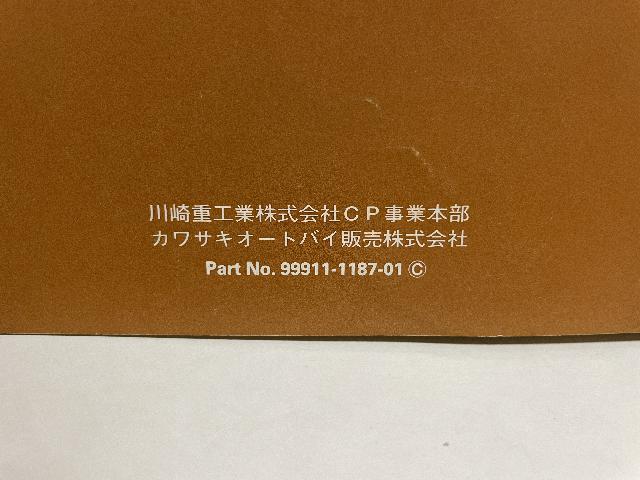 川崎重工業株式会社CP事業本部
カワサキオートバイ販売株式会社
Part No. 99911-1187-01 ©